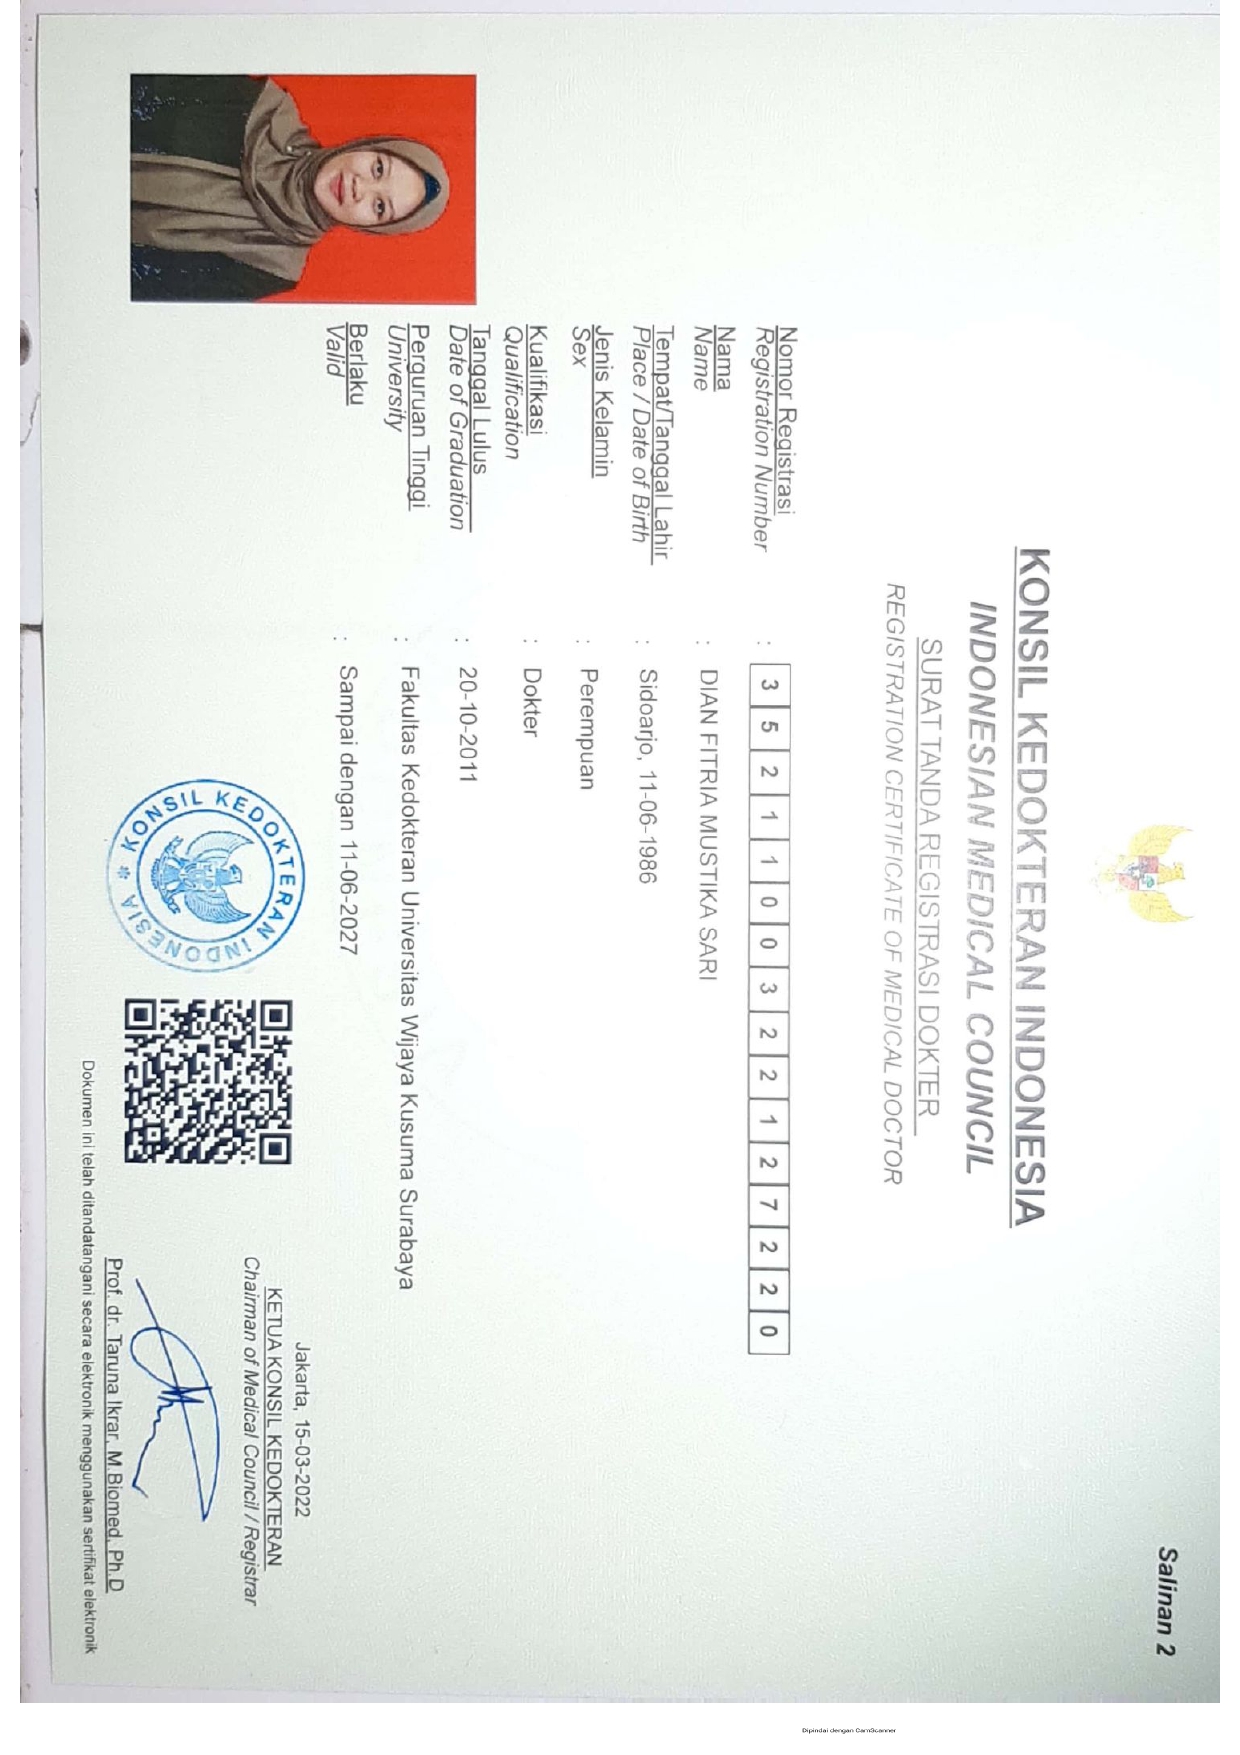 Salinan 2
KONSIL KEDOKTERAN INDONESIA
INDONESIAN MEDICAL COUNCIL
SURAT TANDA REGISTRASI DOKTER
REGISTRATION CERTIFICATE OF MEDICAL DOCTOR
Nomor Registrasi : 3 5 2 1 1 0 0 3 2 2 1 2 7 2 2 0
Registration Number
Nama : DIAN FITRIA MUSTIKA SARI
Name
Tempat/Tanggal Lahir : Sidoarjo, 11-06-1986
Place / Date of Birth
Jenis Kelamin : Perempuan
Sex
Kualifikasi : Dokter
Qualification
Tanggal Lulus : 20-10-2011
Date of Graduation
Perguruan Tinggi : Fakultas Kedokteran Universitas Wijaya Kusuma Surabaya
University
Berlaku : Sampai dengan 11-06-2027
Valid
KONSIL KEDOKTERAN INDONESIA
Jakarta, 15-03-2022
KETUA KONSIL KEDOKTERAN
Chairman of Medical Council / Registrar
Prof. dr. Taruna Ikrar, M.Biomed, Ph.D
Dokumen ini telah ditandatangani secara elektronik menggunakan sertifikat elektronik
Dipindai dengan CamScanner